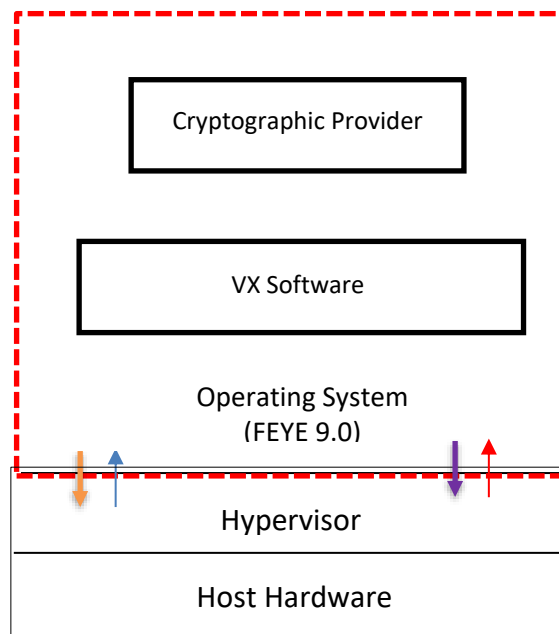 Cryptographic Provider
VX Software
Operating System
(FEYE 9.0)
Hypervisor
Host Hardware